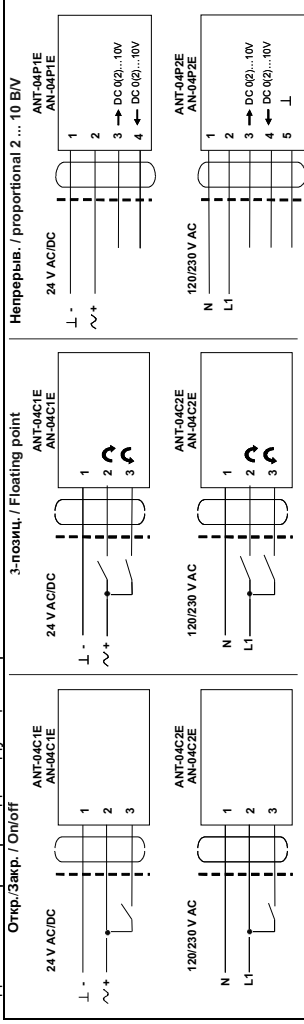 Откр./Закр. / On/off
3-позиц. / Floating point
Непрерыв. / proportional 2 ... 10 В/V
24 V AC/DC
ANT-04C1E
AN-04C1E
⊥ -
∼ +
1
2
3
24 V AC/DC
ANT-04C1E
AN-04C1E
⊥ -
∼ +
1
2
3
24 V AC/DC
ANT-04P1E
AN-04P1E
⊥ -
∼ +
1
2
3 → DC 0(2)...10V
4 ← DC 0(2)...10V
120/230 V AC
ANT-04C2E
AN-04C2E
N
L1
1
2
3
120/230 V AC
ANT-04C2E
AN-04C2E
N
L1
1
2
3
120/230 V AC
ANT-04P2E
AN-04P2E
N
L1
1
2
3 → DC 0(2)...10V
4 ← DC 0(2)...10V
5 ⊥